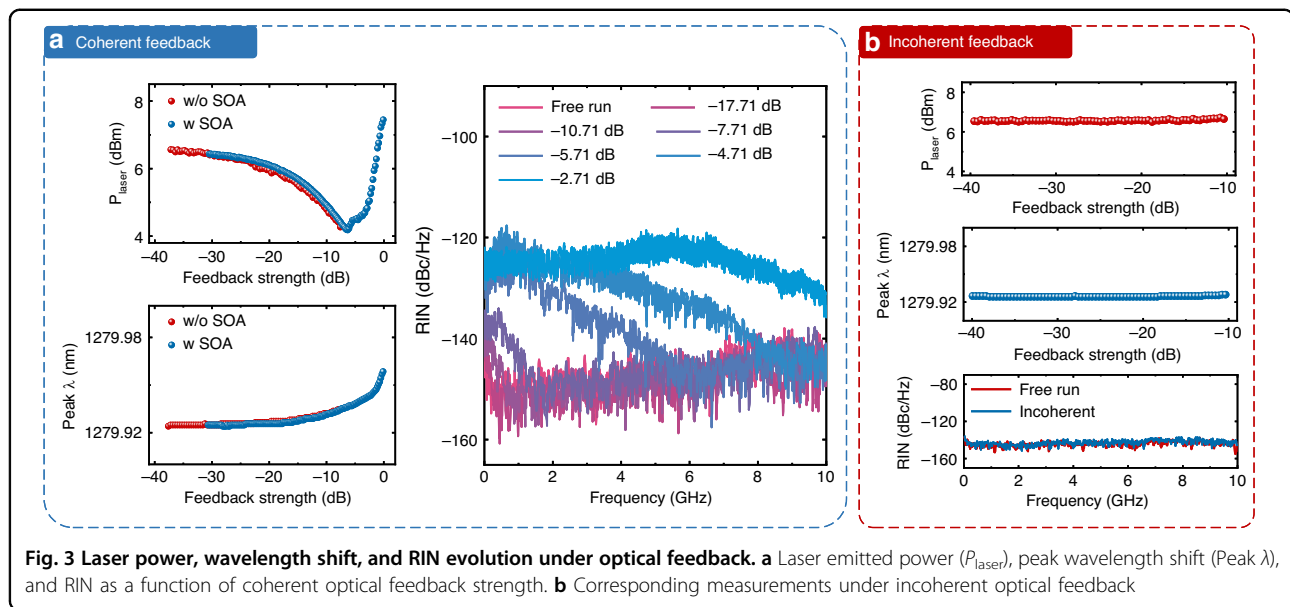 a Coherent feedback
8
6
4
P_laser (dBm)
w/o SOA
w SOA
−40 −30 −20 −10 0
Feedback strength (dB)
1279.98
1279.92
Peak λ (nm)
w/o SOA
w SOA
−40 −30 −20 −10 0
Feedback strength (dB)
−100
−120
−140
−160
RIN (dBc/Hz)
Free run −17.71 dB
−10.71 dB −7.71 dB
−5.71 dB −4.71 dB
−2.71 dB
0 2 4 6 8 10
Frequency (GHz)
b Incoherent feedback
8
6
4
P_laser (dBm)
−40 −30 −20 −10
Feedback strength (dB)
1279.98
1279.92
Peak λ (nm)
−40 −30 −20 −10
Feedback strength (dB)
−80
−120
−160
RIN (dBc/Hz)
Free run
Incoherent
0 2 4 6 8 10
Frequency (GHz)
Fig. 3 Laser power, wavelength shift, and RIN evolution under optical feedback. a Laser emitted power (P_laser), peak wavelength shift (Peak λ),
and RIN as a function of coherent optical feedback strength. b Corresponding measurements under incoherent optical feedback